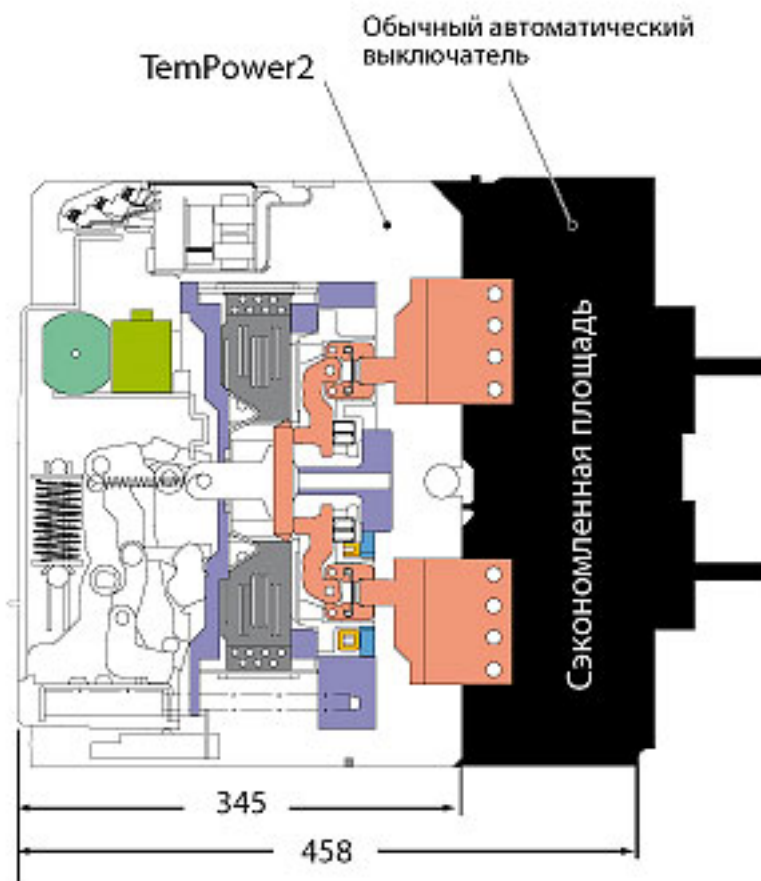 Обычный автоматический
выключатель
TemPower2
Сэкономленная площадь
345
458